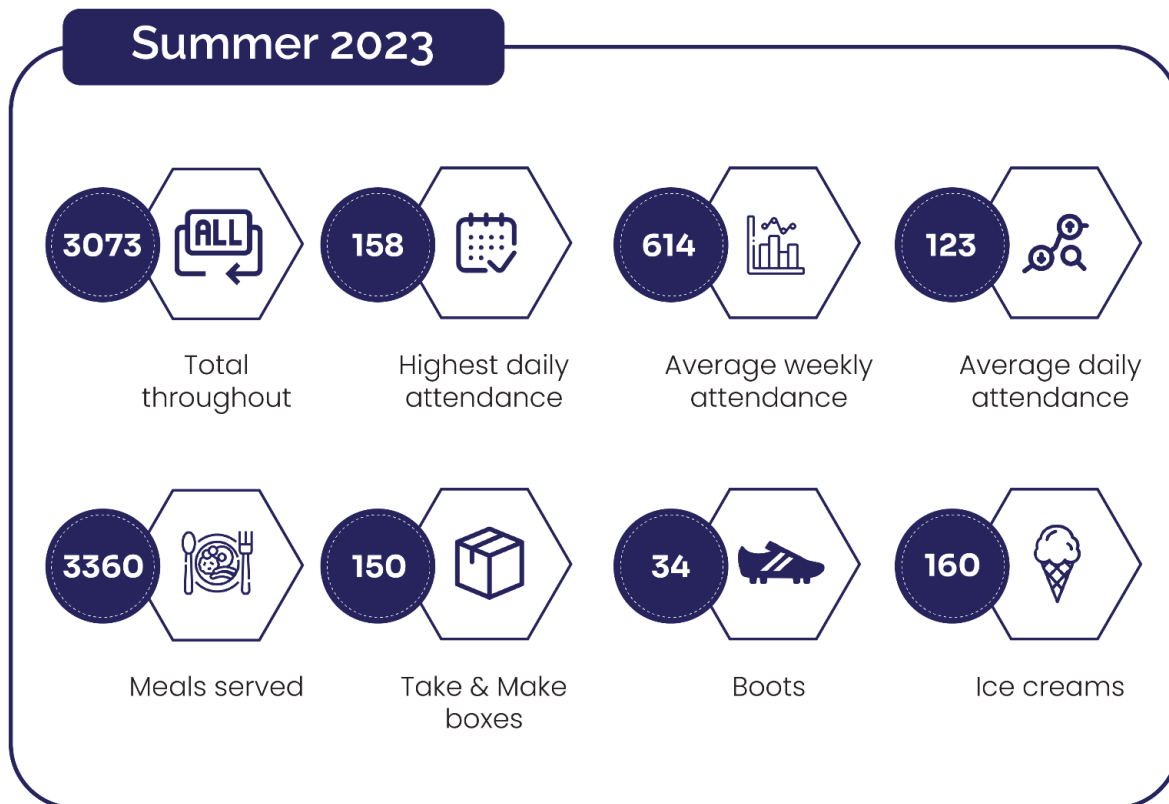 Summer 2023
3073
ALL
158
614
123
Total
throughout
Highest daily
attendance
Average weekly
attendance
Average daily
attendance
3360
150
34
160
Meals served
Take & Make
boxes
Boots
Ice creams